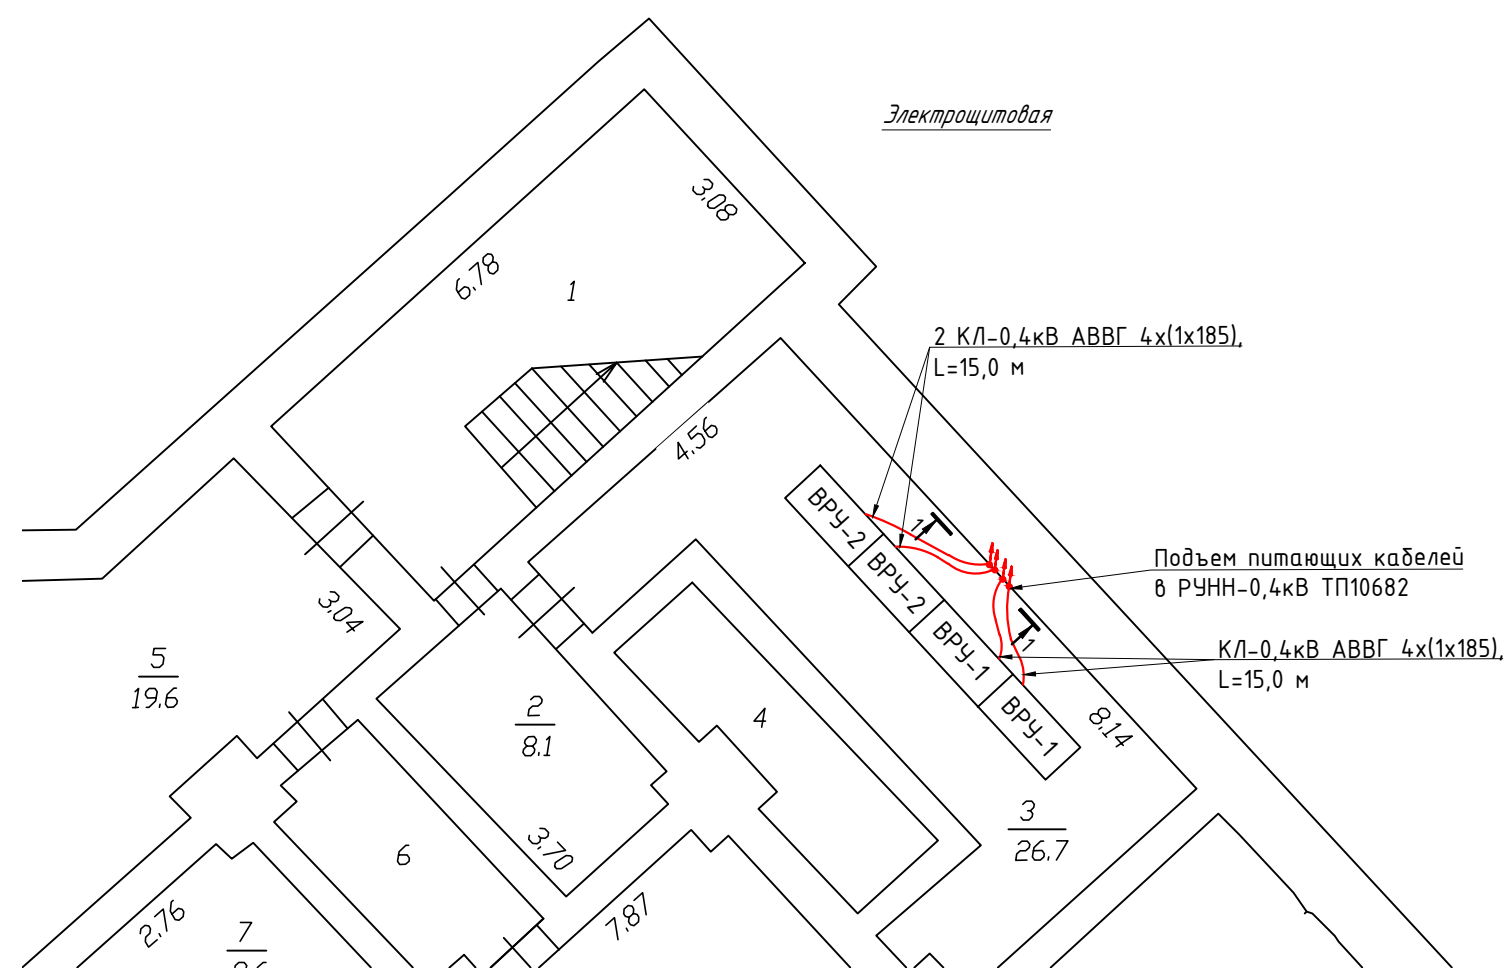 Электрощитовая
3.08
6.78
1
2 КЛ-0,4кВ АВВГ 4х(1х185),
L=15,0 м
4.56
ВРУ-2
1
ВРУ-2
Подъем питающих кабелей
в РУНН-0,4кВ ТП10682
3.04
ВРУ-1
1
КЛ-0,4кВ АВВГ 4х(1х185),
L=15,0 м
5
19.6
2
8.1
4
ВРУ-1
8.14
3
26.7
3.70
6
2.76
7
7.87